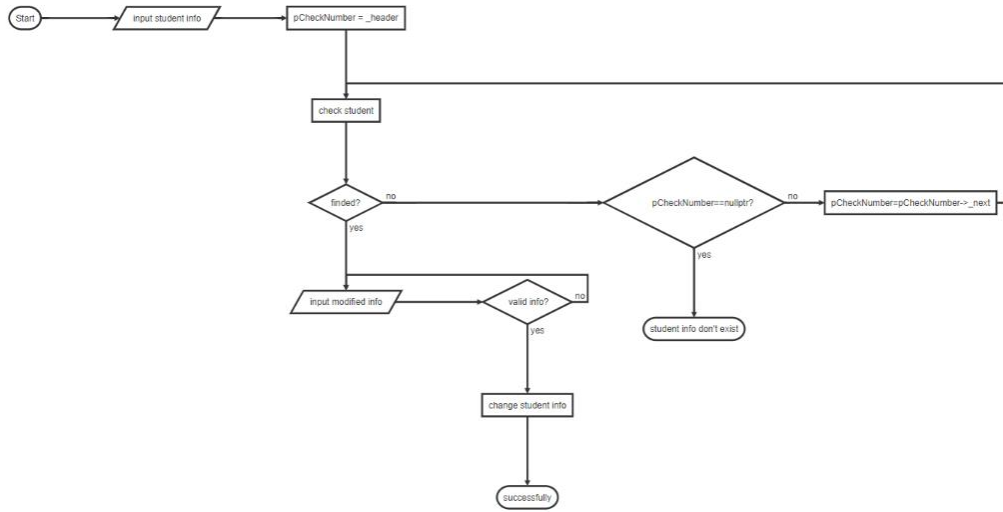 Start
input student info
pCheckNumber = _header
check student
finded?
no
pCheckNumber==nullptr?
no
pCheckNumber=pCheckNumber->_next
yes
yes
input modified info
valid info?
no
student info don't exist
yes
change student info
successfully